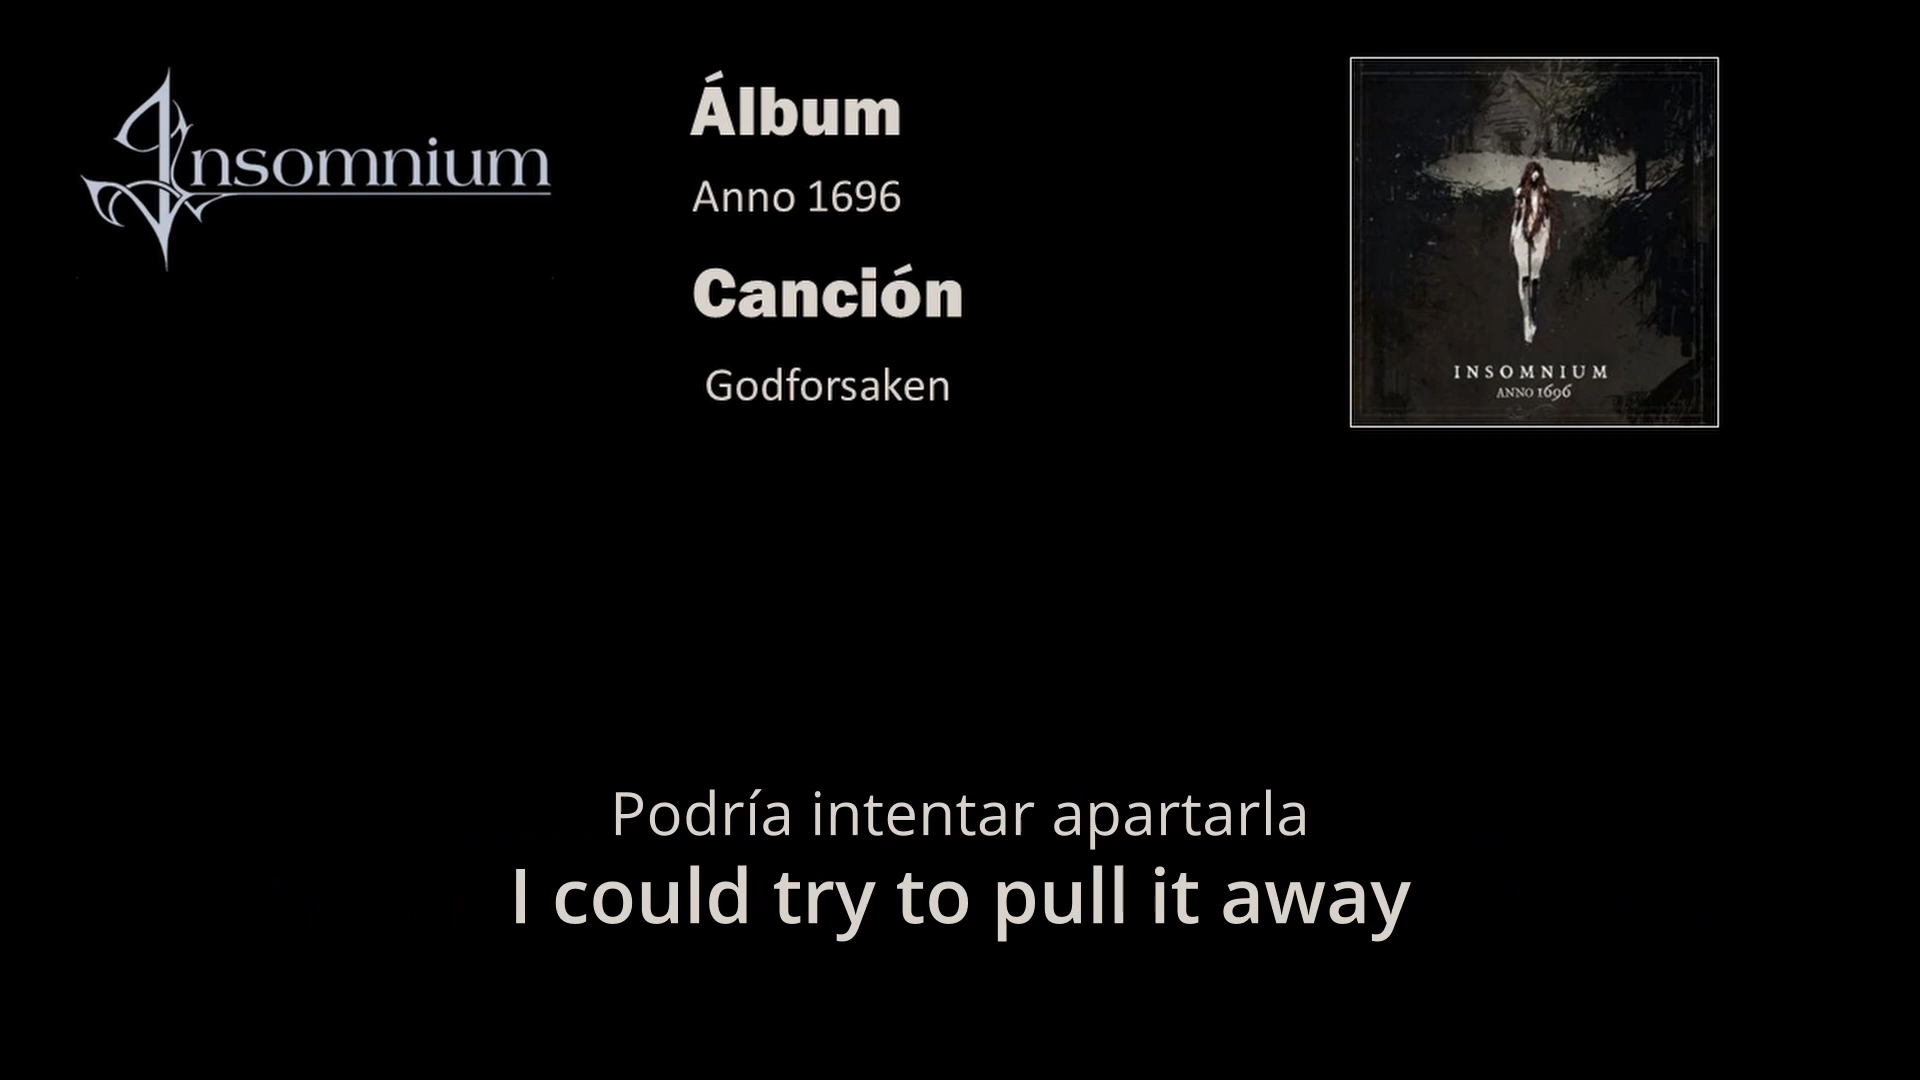 Insomnium
Álbum
Anno 1696
Canción
Godforsaken
INSOMNIUM
ANNO 1696
Podría intentar apartarla
I could try to pull it away